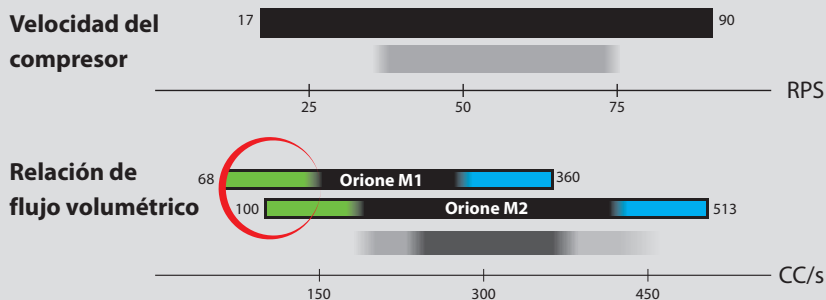 Velocidad del
compresor
17
90
RPS
25
50
75
Relación de
flujo volumétrico
68
Orione M1
360
100
Orione M2
513
CC/s
150
300
450